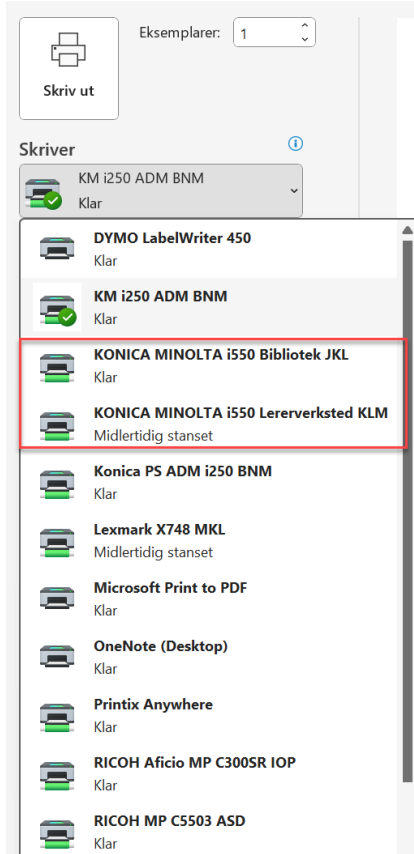 Eksemplarer: 1
Skriv ut
Skriver
KM i250 ADM BNM
Klar
DYMO LabelWriter 450
Klar
KM i250 ADM BNM
Klar
KONICA MINOLTA i550 Bibliotek JKL
Klar
KONICA MINOLTA i550 Lererverksted KLM
Midlertidig stanset
Konica PS ADM i250 BNM
Klar
Lexmark X748 MKL
Midlertidig stanset
Microsoft Print to PDF
Klar
OneNote (Desktop)
Klar
Printix Anywhere
Klar
RICOH Aficio MP C300SR IOP
Klar
RICOH MP C5503 ASD
Klar